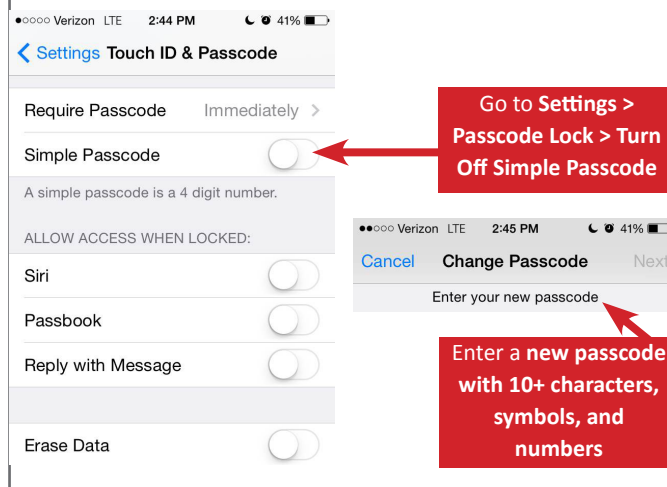 Verizon LTE 2:44 PM 41%
Settings Touch ID & Passcode
Require Passcode Immediately
Simple Passcode
A simple passcode is a 4 digit number.
ALLOW ACCESS WHEN LOCKED:
Siri
Passbook
Reply with Message
Erase Data
Go to Settings >
Passcode Lock > Turn
Off Simple Passcode
Verizon LTE 2:45 PM 41%
Cancel Change Passcode Next
Enter your new passcode
Enter a new passcode
with 10+ characters,
symbols, and
numbers